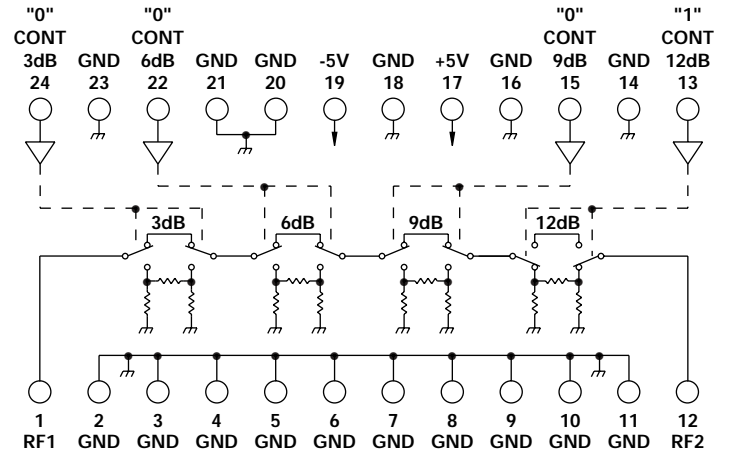 "0" "0" "0" "1"
CONT CONT CONT CONT
3dB GND 6dB GND GND -5V GND +5V GND 9dB GND 12dB
24 23 22 21 20 19 18 17 16 15 14 13
3dB 6dB 9dB 12dB
1 2 3 4 5 6 7 8 9 10 11 12
RF1 GND GND GND GND GND GND GND GND GND GND RF2